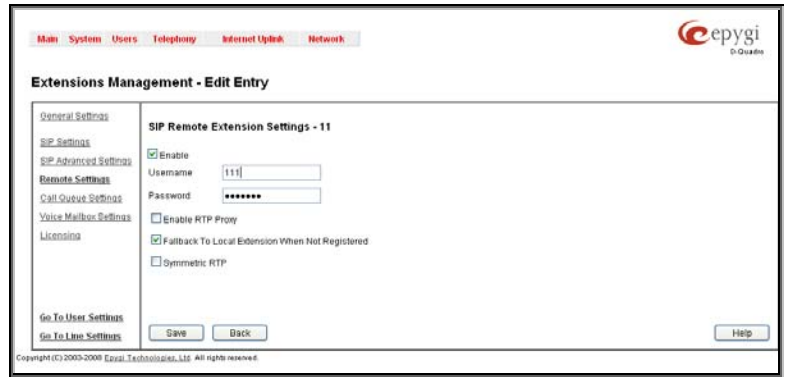 Main System Users Telephony Internet Uplink Network
epygi
D-Quadro
Extensions Management - Edit Entry
General Settings
SIP Settings
SIP Advanced Settings
Remote Settings
Call Queue Settings
Voice Mailbox Settings
Licensing
Go To User Settings
Go To Line Settings
SIP Remote Extension Settings - 11
Enable
Username 111
Password •••••••
Enable RTP Proxy
Fallback To Local Extension When Not Registered
Symmetric RTP
Save Back Help
Copyright (C) 2003-2008 Epygi Technologies, Ltd. All rights reserved.